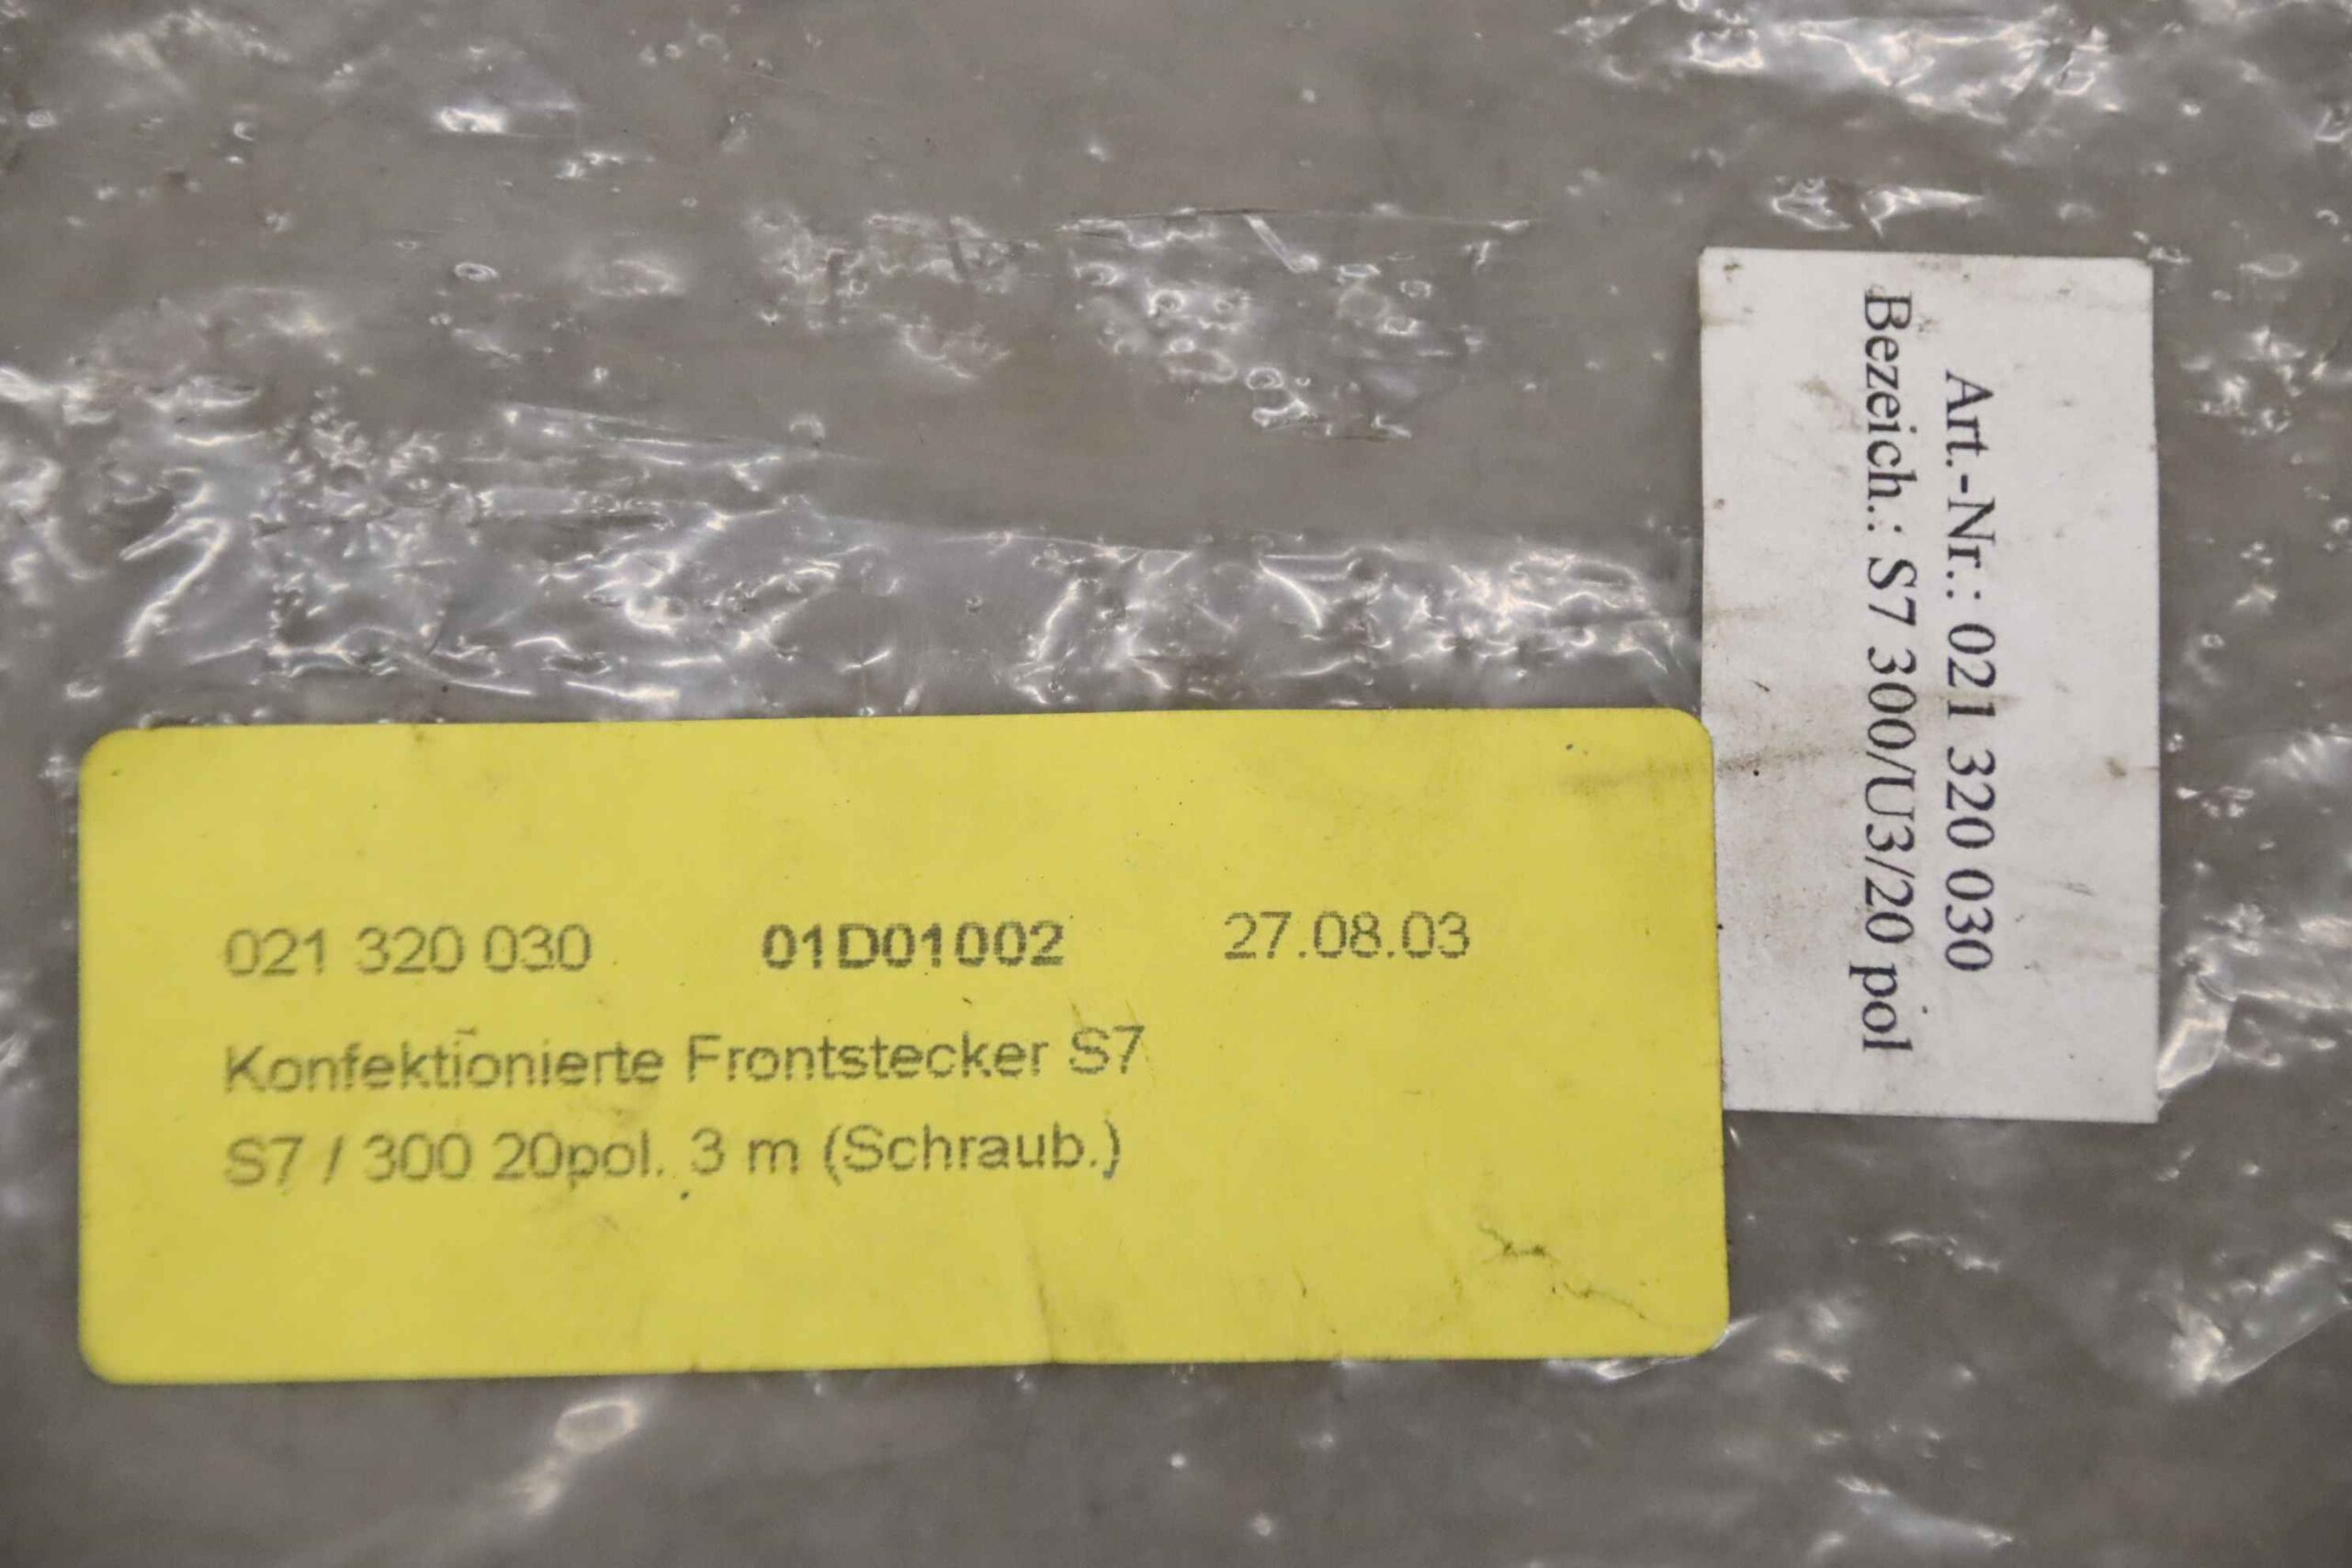 021 320 030 01D01002 27.08.03
Konfektionierte Frontstecker S7
S7 / 300 20pol. 3 m (Schraub.)
Art.-Nr.: 021 320 030
Bezeich.: S7 300/U3/20 pol